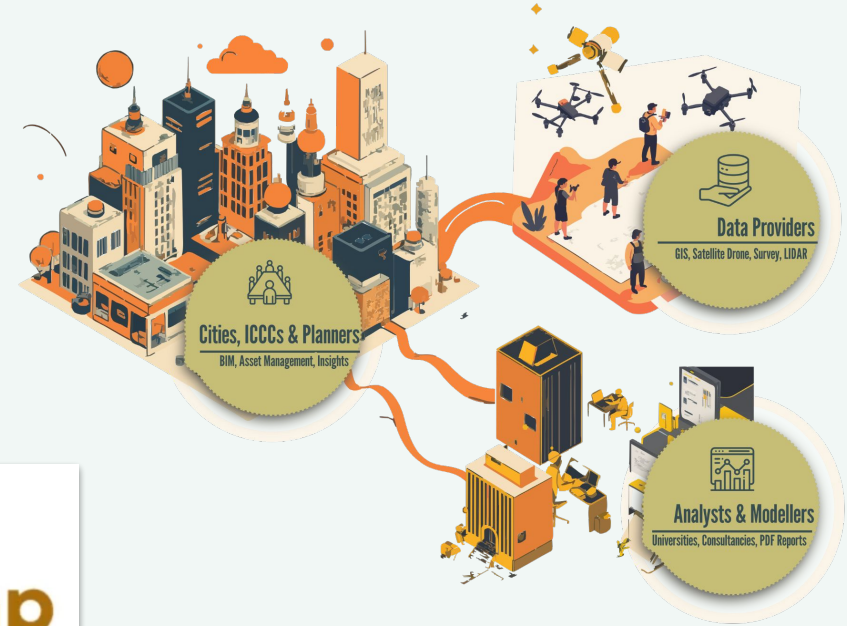 Data Providers
GIS, Satellite Drone, Survey, LIDAR
Cities, ICCCs & Planners
BIM, Asset Management, Insights
Analysts & Modellers
Universities, Consultancies, PDF Reports
p